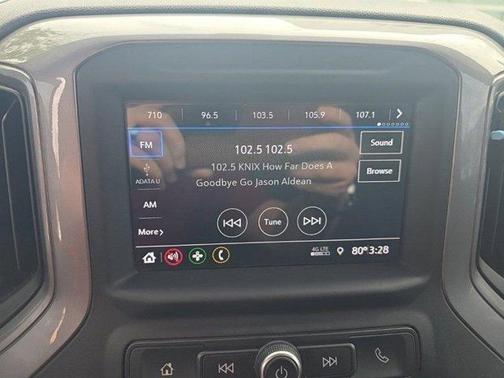 710 96.5 103.5 105.9 107.1
FM
102.5 102.5
Sound
102.5 KNIX How Far Does A
Goodbye Go Jason Aldean
Browse
ADATA U
AM
Tune
More
4G LTE
80° 3:28